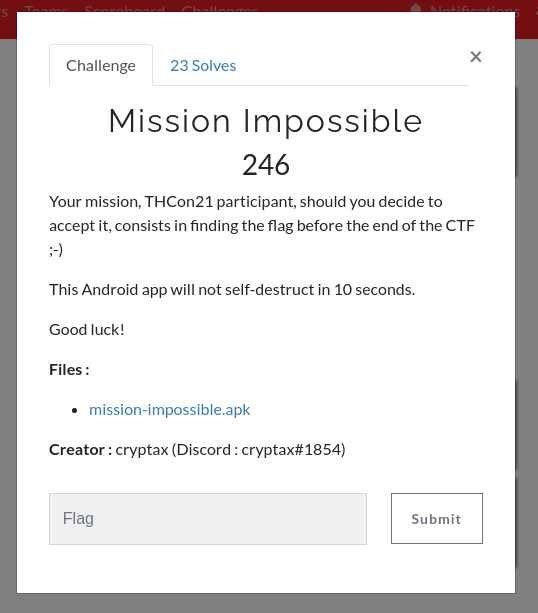 Teams Scoreboard Challenges Notifications
Challenge
23 Solves
×
Mission Impossible
246
Your mission, THCon21 participant, should you decide to
accept it, consists in finding the flag before the end of the CTF
;-)
This Android app will not self-destruct in 10 seconds.
Good luck!
Files :
mission-impossible.apk
Creator : cryptax (Discord : cryptax#1854)
Flag
Submit